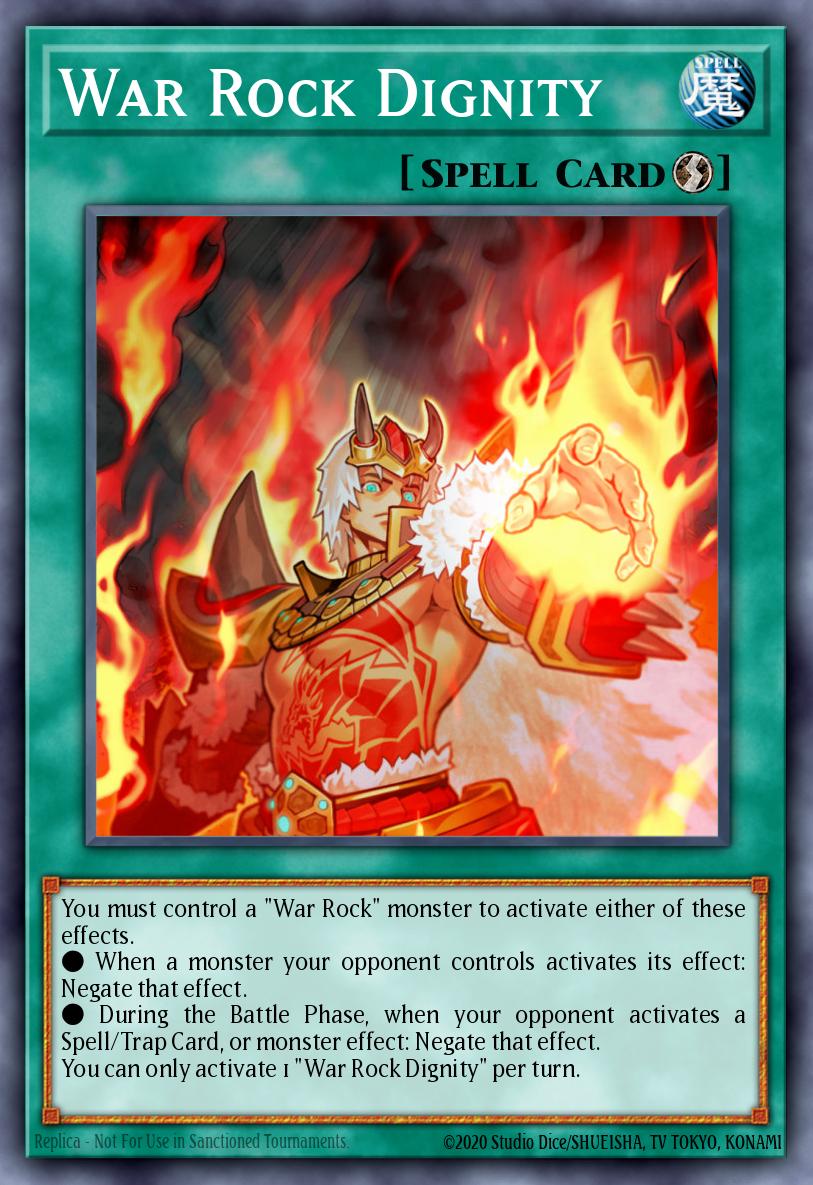 War Rock Dignity
SPELL
魔
[Spell Card]
You must control a "War Rock" monster to activate either of these
effects.
● When a monster your opponent controls activates its effect:
Negate that effect.
● During the Battle Phase, when your opponent activates a
Spell/Trap Card, or monster effect: Negate that effect.
You can only activate 1 "War Rock Dignity" per turn.
Replica - Not For Use in Sanctioned Tournaments.
©2020 Studio Dice/SHUEISHA, TV TOKYO, KONAMI